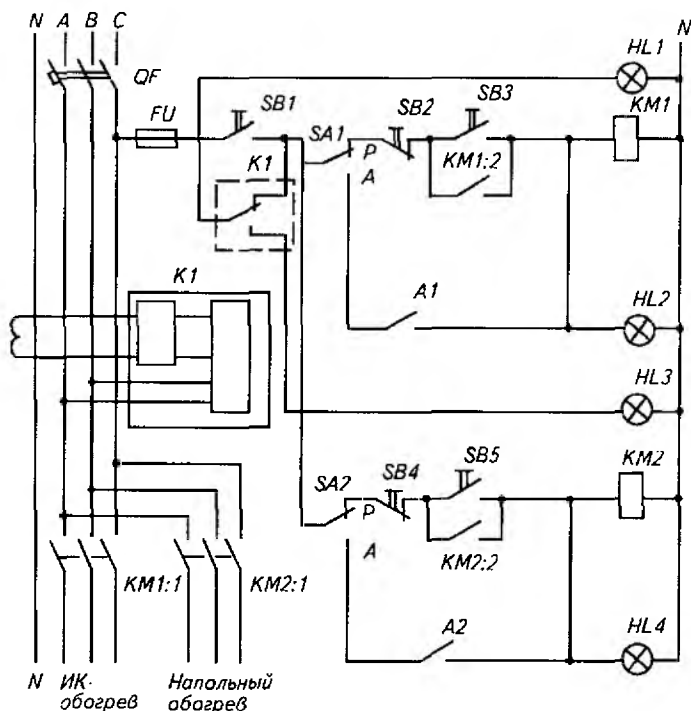 N A B C
N
QF
HL1
FU
SB1
SB2
SB3
KM1
SA1
P
A
KM1:2
K1
K1
A1
HL2
HL3
SA2
SB4
SB5
KM2
P
A
KM2:2
KM1:1
KM2:1
A2
HL4
N
ИК-
обогрев
Напольный
обогрев